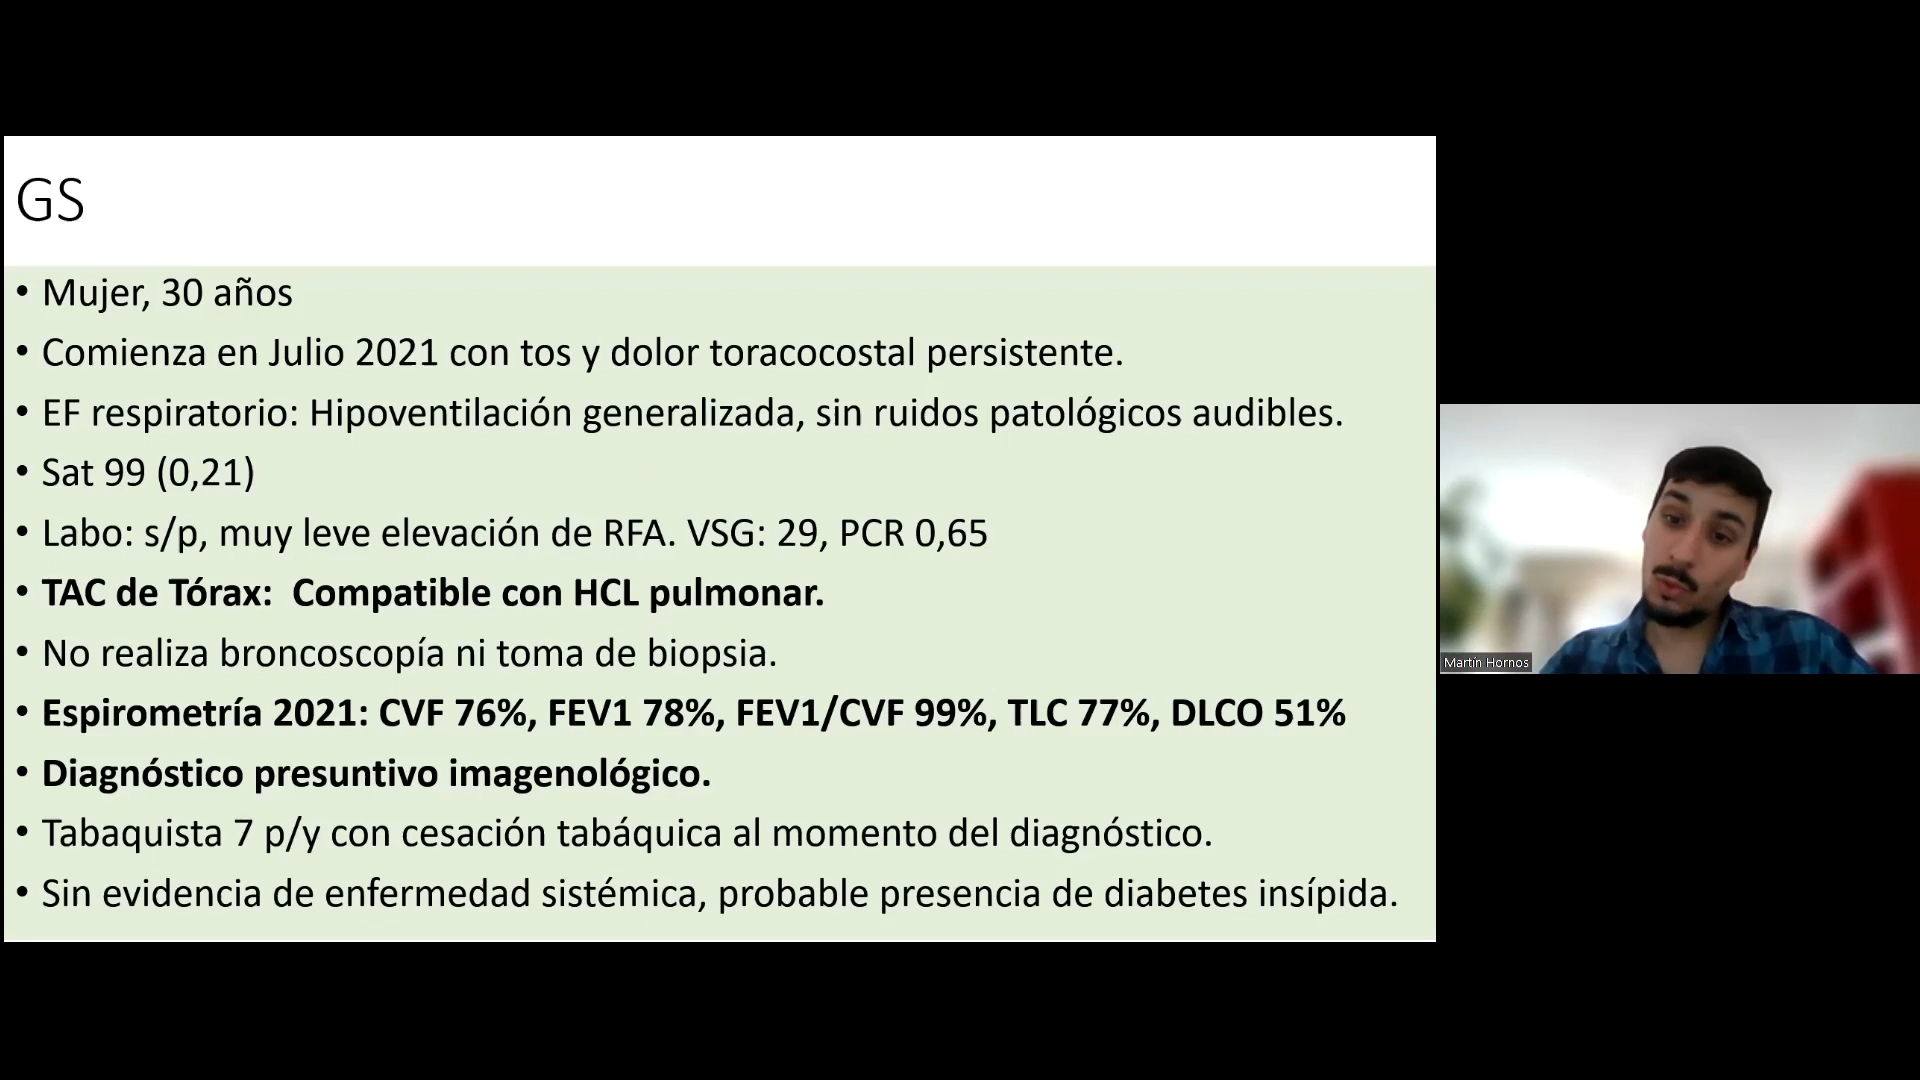 GS
• Mujer, 30 años
• Comienza en Julio 2021 con tos y dolor toracocostal persistente.
• EF respiratorio: Hipoventilación generalizada, sin ruidos patológicos audibles.
• Sat 99 (0,21)
• Labo: s/p, muy leve elevación de RFA. VSG: 29, PCR 0,65
• TAC de Tórax:  Compatible con HCL pulmonar.
• No realiza broncoscopía ni toma de biopsia.
• Espirometría 2021: CVF 76%, FEV1 78%, FEV1/CVF 99%, TLC 77%, DLCO 51%
• Diagnóstico presuntivo imagenológico.
• Tabaquista 7 p/y con cesación tabáquica al momento del diagnóstico.
• Sin evidencia de enfermedad sistémica, probable presencia de diabetes insípida.
Martín Hornos